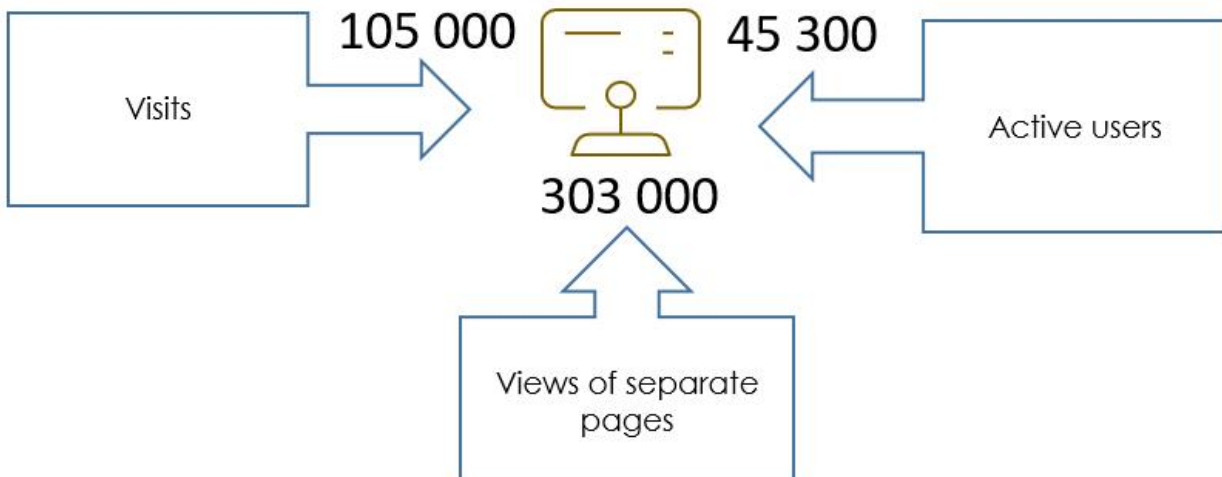 105 000
45 300
Visits
Active users
303 000
Views of separate
pages